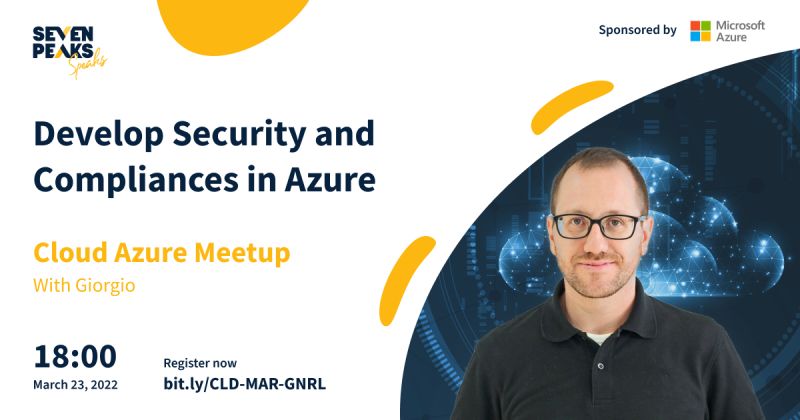 SEVEN
PEAKS
Speaks
Sponsored by
Microsoft
Azure
Develop Security and
Compliances in Azure
Cloud Azure Meetup
With Giorgio
18:00
March 23, 2022
Register now
bit.ly/CLD-MAR-GNRL